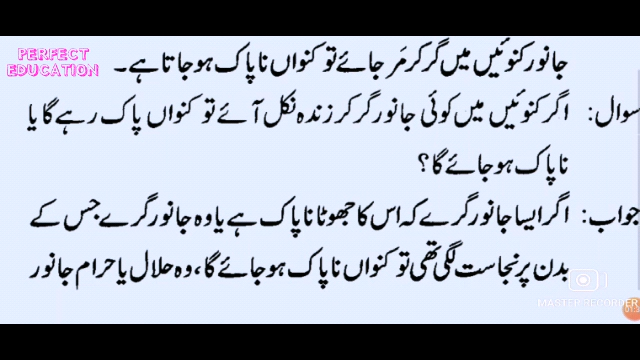 PERFECT
EDUCATION
جانور کنوئیں میں گر کر مَر جائے تو کنواں ناپاک ہو جاتا ہے۔
سوال: اگر کنوئیں میں کوئی جانور گر کر زندہ نکل آئے تو کنواں پاک رہے گا یا
ناپاک ہو جائے گا؟
جواب: اگر ایسا جانور گرے کہ اس کا جھوٹا ناپاک ہے یا وہ جانور گرے جس کے
بدن پر نجاست لگی تھی تو کنواں ناپاک ہو جائے گا، وہ حلال یا حرام جانور
MASTER RECORDER